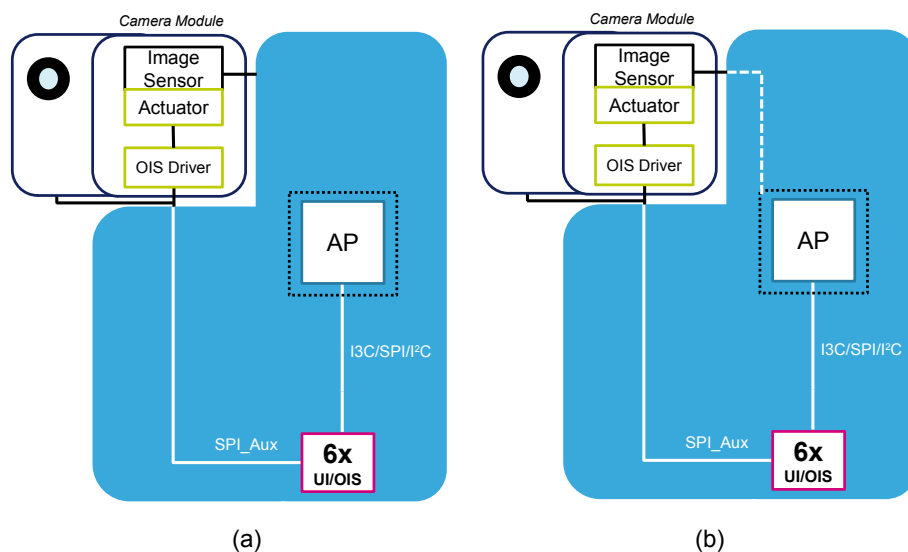 Camera Module
Image
Sensor
Actuator
OIS Driver
AP
I3C/SPI/I²C
SPI_Aux
6x
UI/OIS
(a)
Camera Module
Image
Sensor
Actuator
OIS Driver
AP
I3C/SPI/I²C
SPI_Aux
6x
UI/OIS
(b)